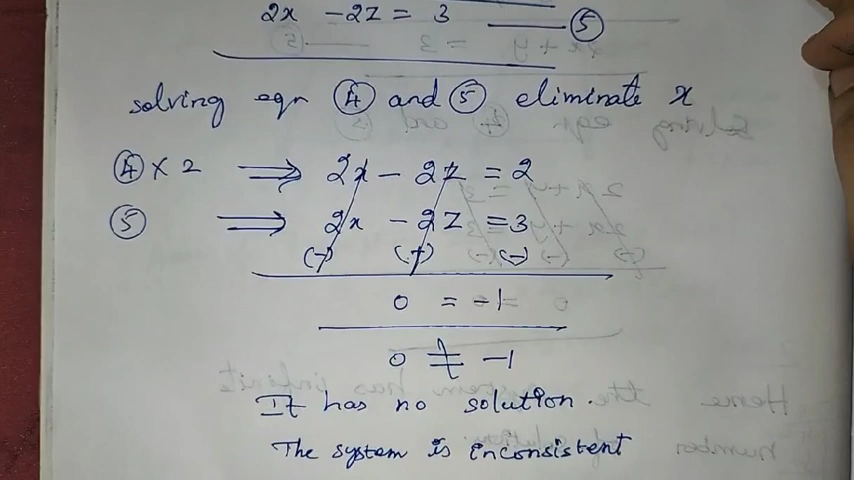 2x - 2z = 3 —— ⑤
solving eqn ④ and ⑤ eliminate x
④ × 2 ⟹ 2x - 2z = 2
⑤ ⟹ 2x - 2z = 3
(-) (+) (-)
0 = -1
0 ≠ -1
It has no solution.
The system is inconsistent